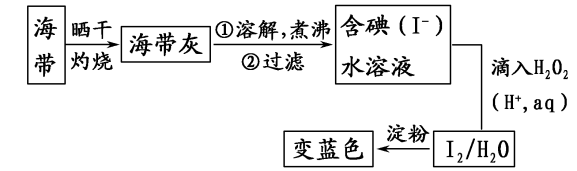 海带
晒干
灼烧
海带灰
①溶解,煮沸
②过滤
含碘(I⁻)
水溶液
滴入H₂O₂
(H⁺,aq)
I₂/H₂O
淀粉
变蓝色